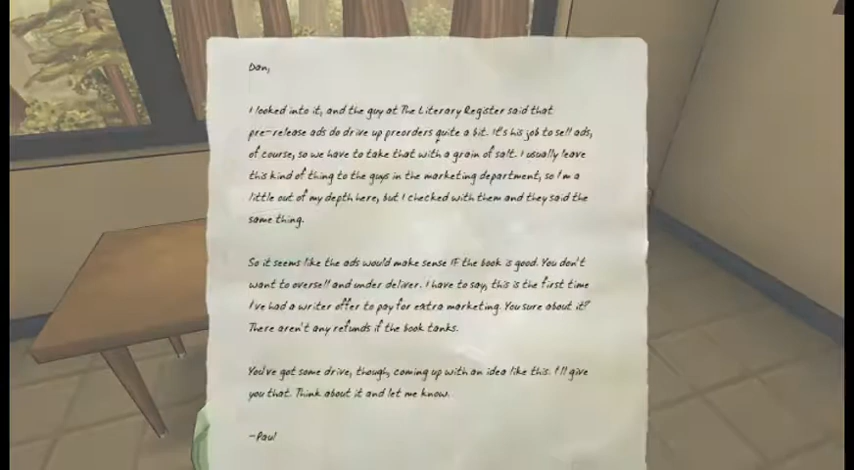 Dan,
I looked into it, and the guy at The Literary Register said that
pre-release ads do drive up preorders quite a bit. It's his job to sell ads,
of course, so we have to take that with a grain of salt. I usually leave
this kind of thing to the guys in the marketing department, so I'm a
little out of my depth here, but I checked with them and they said the
same thing.
So it seems like the ads would make sense IF the book is good. You don't
want to oversell and under deliver. I have to say, this is the first time
I've had a writer offer to pay for extra marketing. You sure about it?
There aren't any refunds if the book tanks.
You've got some drive, though, coming up with an idea like this. I'll give
you that. Think about it and let me know.
-Paul